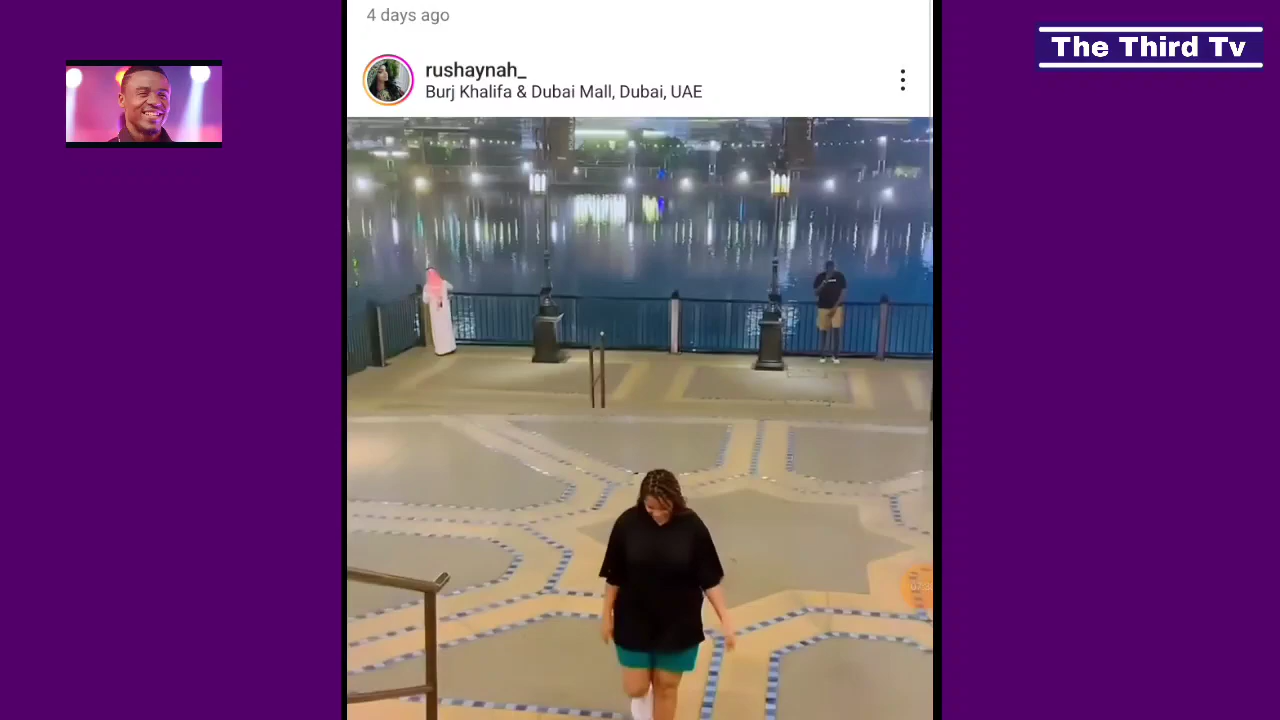 4 days ago
The Third Tv
rushaynah_
Burj Khalifa & Dubai Mall, Dubai, UAE